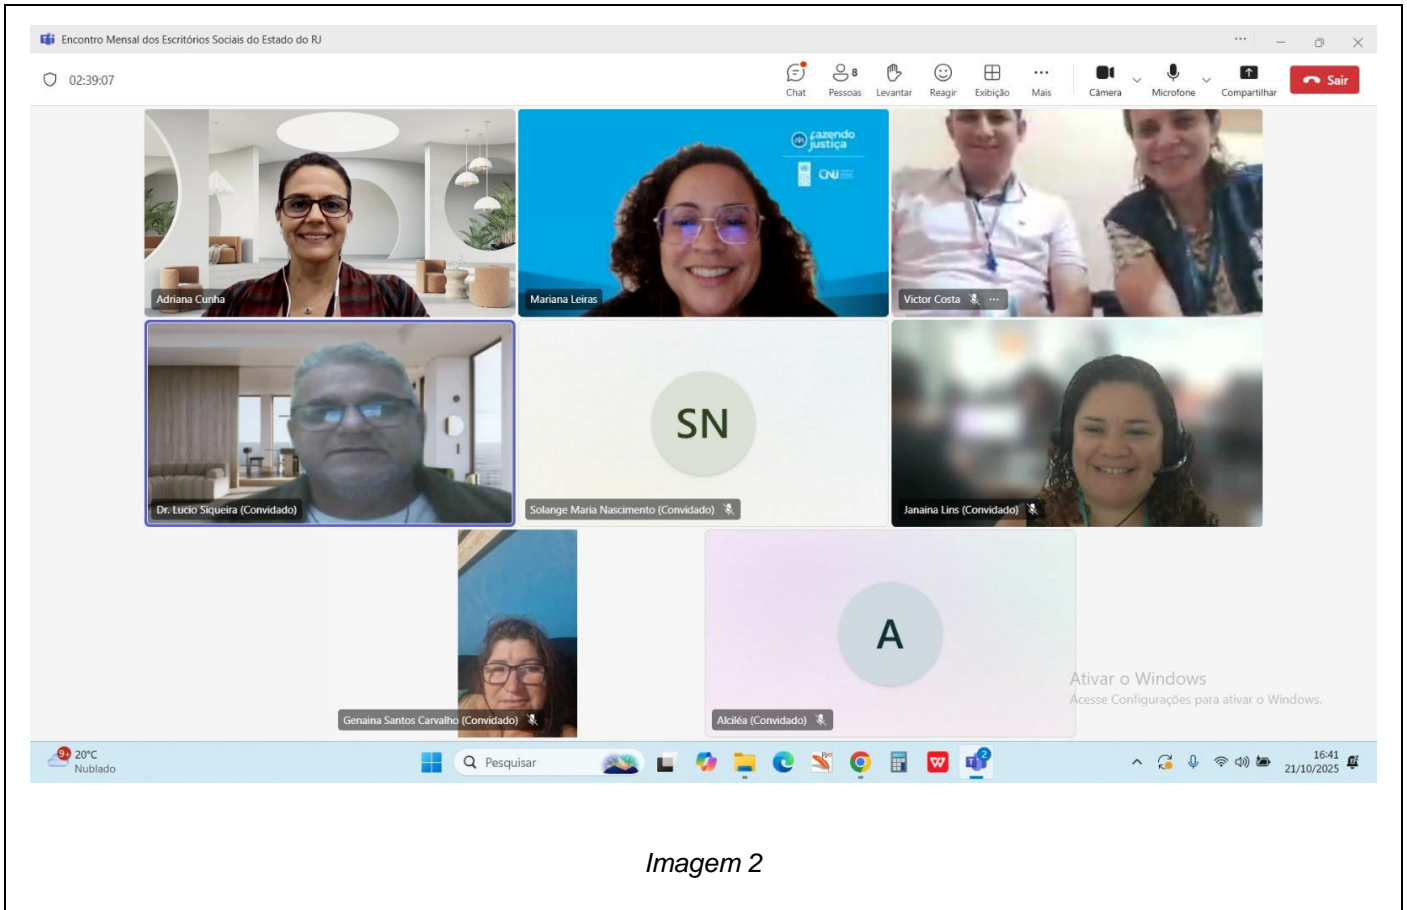 Encontro Mensal dos Escritórios Sociais do Estado do RJ
02:39:07
Chat
8
Pessoas
Levantar
Reagir
Exibição
Mais
Câmera
Microfone
Compartilhar
Sair
Adriana Cunha
fazendo
justiça
CNJ
Mariana Leiras
Victor Costa
Dr. Lucio Siqueira (Convidado)
SN
Solange Maria Nascimento (Convidado)
Janaina Lins (Convidado)
Genaina Santos Carvalho (Convidado)
A
Alciléa (Convidado)
Ativar o Windows
Acesse Configurações para ativar o Windows.
9+
20°C
Nublado
Pesquisar
2
16:41
21/10/2025
Imagem 2